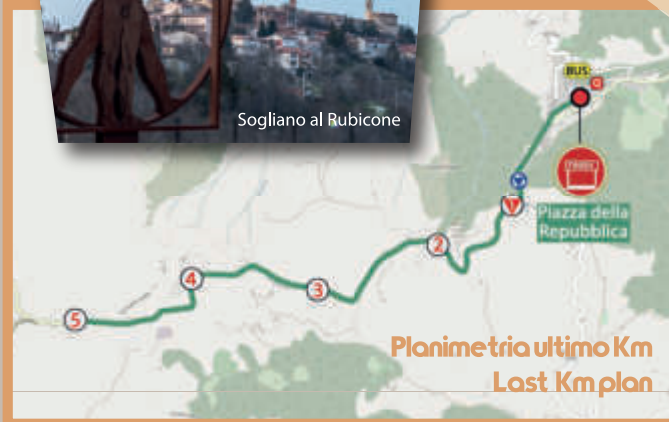 Sogliano al Rubicone
BUS
Piazza della
Repubblica
2
4
3
5
Planimetria ultimo Km
Last Km plan